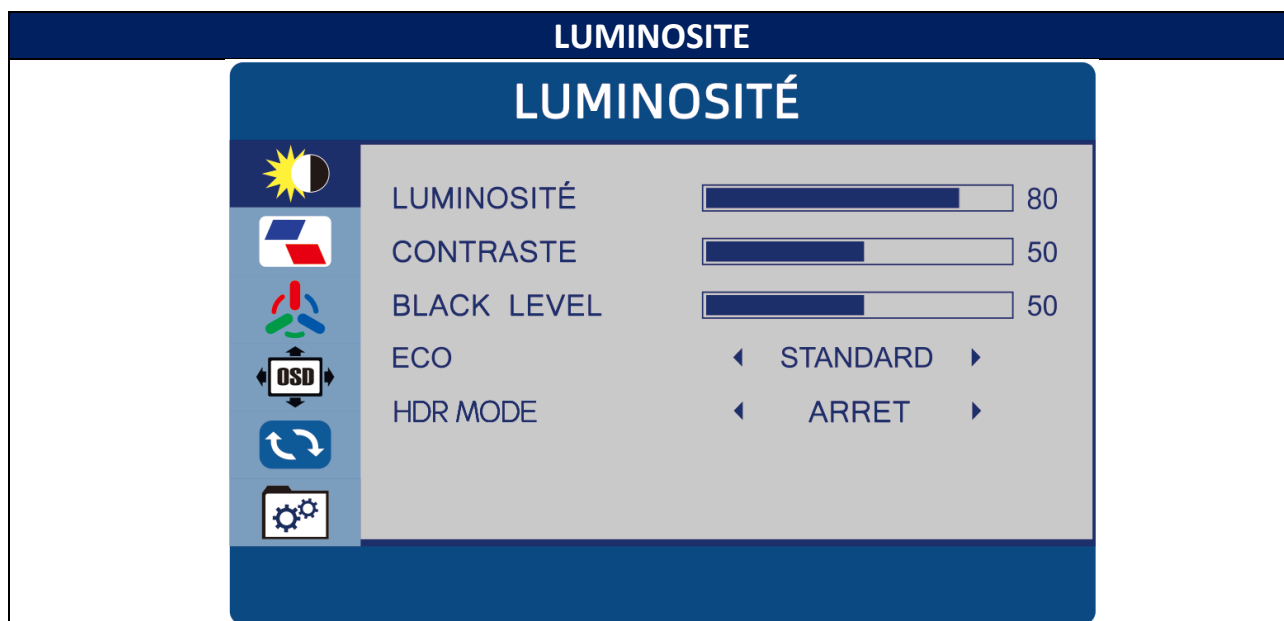 LUMINOSITE
LUMINOSITÉ
LUMINOSITÉ 80
CONTRASTE 50
BLACK LEVEL 50
OSD
ECO STANDARD
HDR MODE ARRET